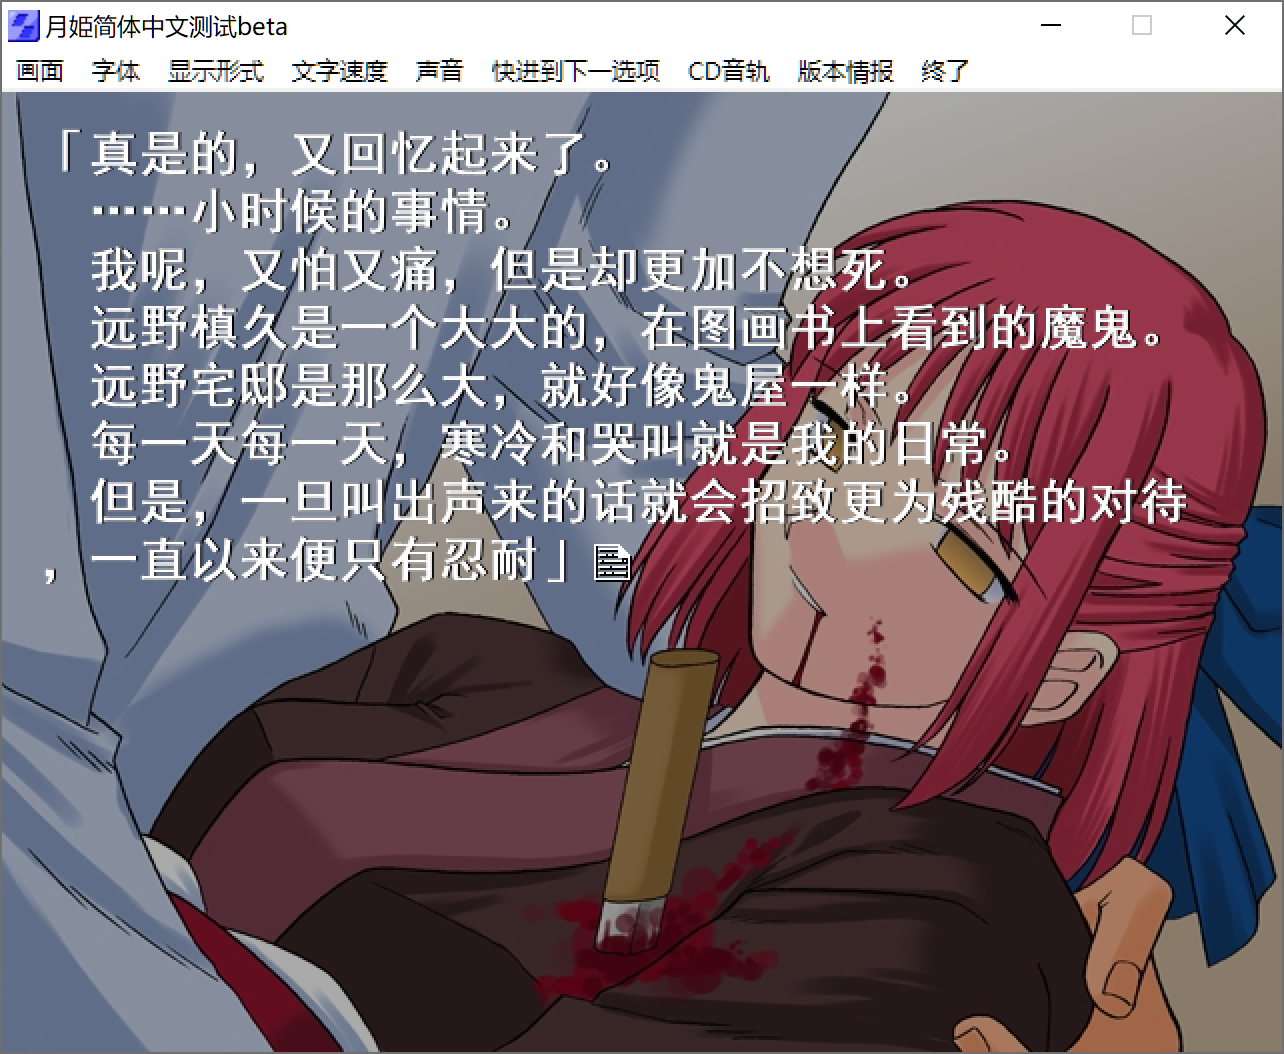 月姫简体中文测试beta
画面 字体 显示形式 文字速度 声音 快进到下一选项 CD音轨 版本情报 终了
「真是的，又回忆起来了。
……小时候的事情。
我呢，又怕又痛，但是却更加不想死。
远野槙久是一个大大的，在图画书上看到的魔鬼。
远野宅邸是那么大，就好像鬼屋一样。
每一天每一天，寒冷和哭叫就是我的日常。
但是，一旦叫出声来的话就会招致更为残酷的对待
，一直以来便只有忍耐」